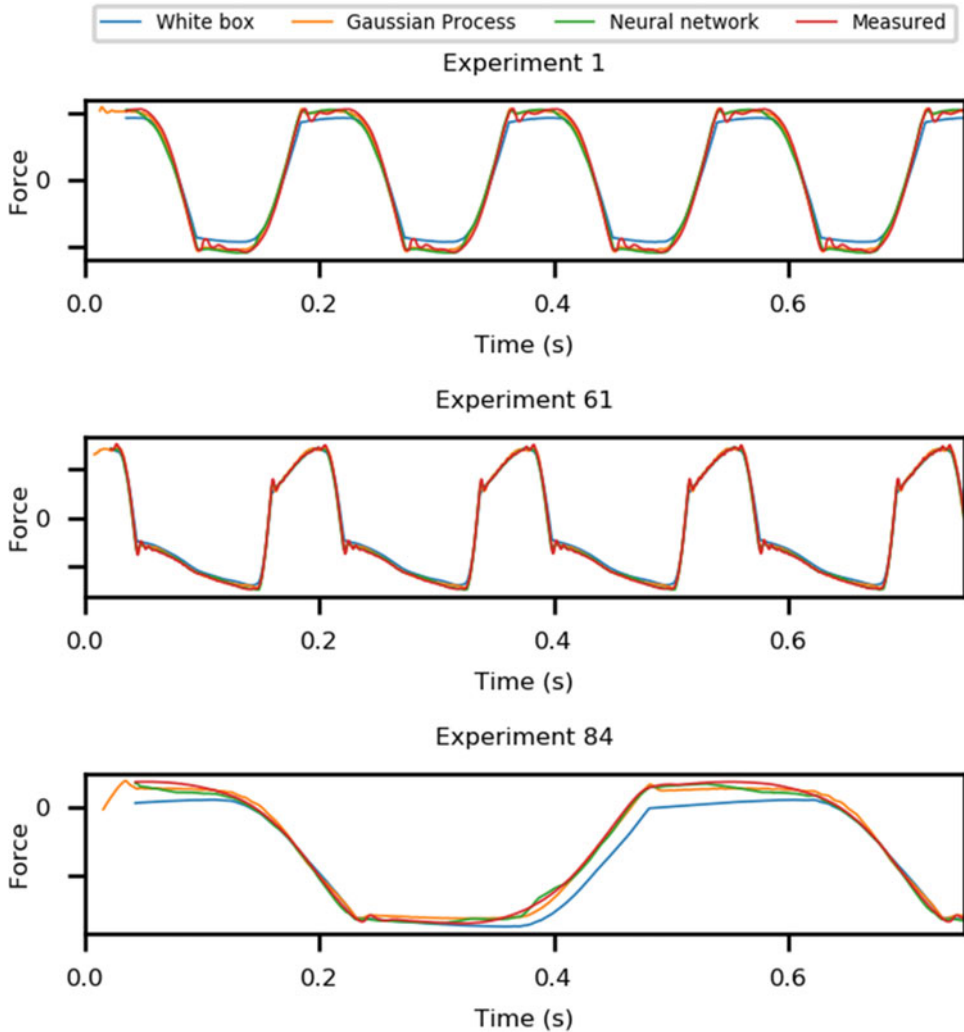 White box Gaussian Process Neural network Measured
Experiment 1
Force
0
0.0 0.2 0.4 0.6
Time (s)
Experiment 61
Force
0
0.0 0.2 0.4 0.6
Time (s)
Experiment 84
Force
0
0.0 0.2 0.4 0.6
Time (s)